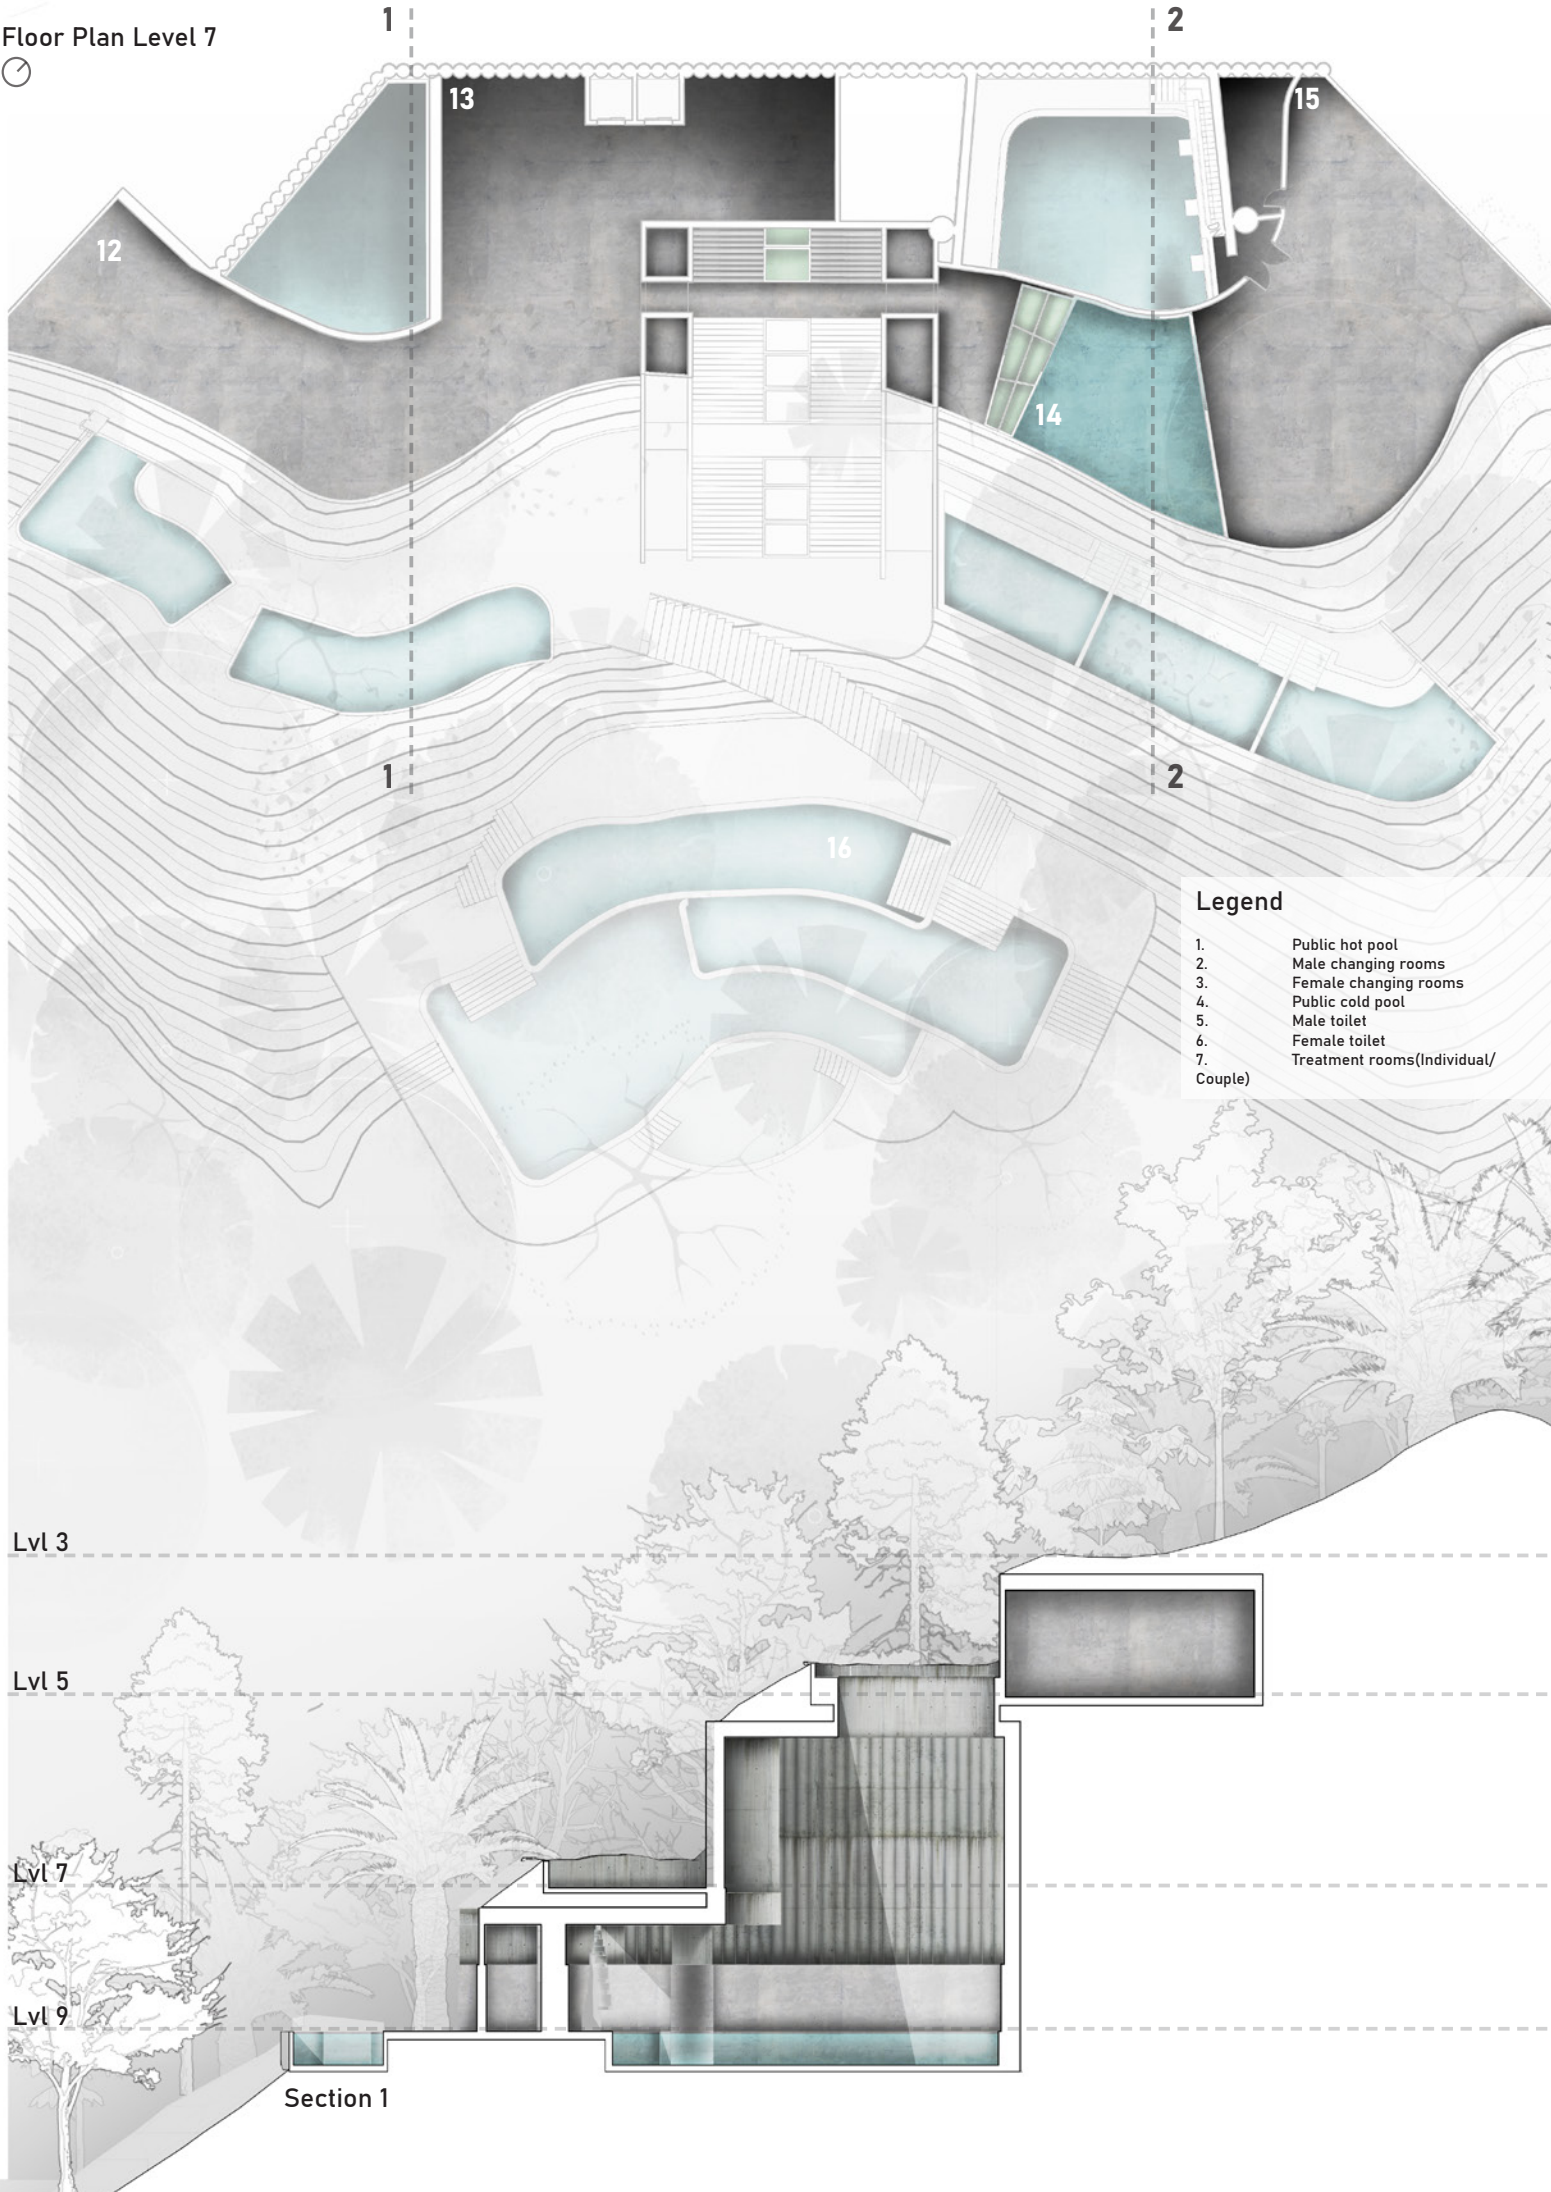 1
2
Floor Plan Level 7
13
15
12
14
1
2
16
Legend
1. Public hot pool
2. Male changing rooms
3. Female changing rooms
4. Public cold pool
5. Male toilet
6. Female toilet
7. Treatment rooms(Individual/
Couple)
Lvl 3
Lvl 5
Lvl 7
Lvl 9
Section 1